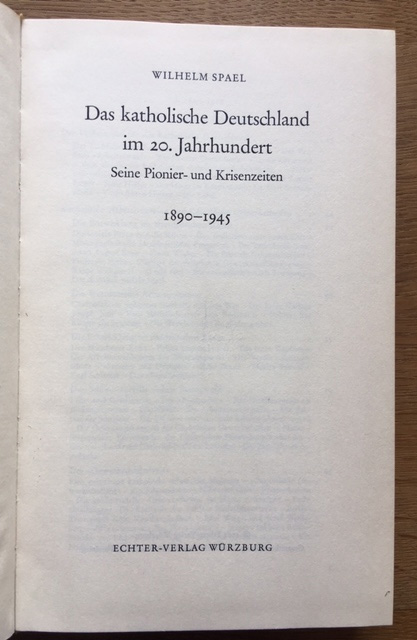 WILHELM SPAEL
Das katholische Deutschland
im 20. Jahrhundert
Seine Pionier- und Krisenzeiten
1890–1945
ECHTER-VERLAG WÜRZBURG